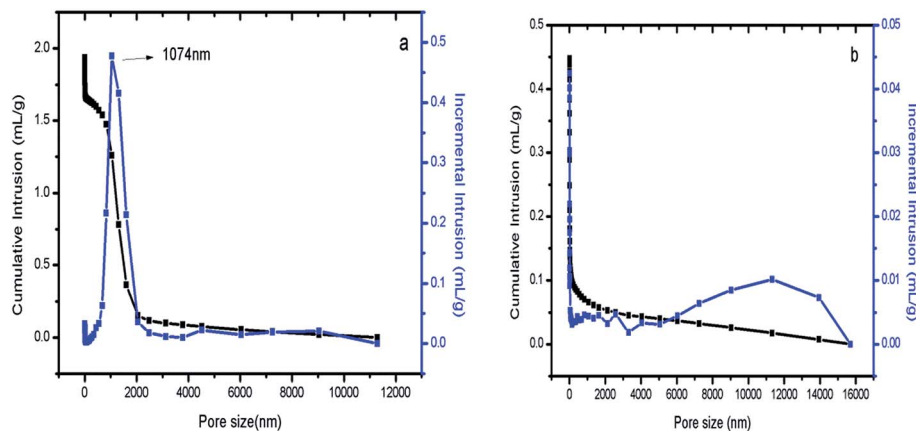 a
1074nm
Cumulative Intrusion (mL/g)
2.0
1.5
1.0
0.5
0.0
Incremental Intrusion (mL/g)
0.5
0.4
0.3
0.2
0.1
0.0
0 2000 4000 6000 8000 10000 12000
Pore size(nm)
b
Cumulative Intrusion (mL/g)
0.5
0.4
0.3
0.2
0.1
0.0
Incremental Intrusion (mL/g)
0.05
0.04
0.03
0.02
0.01
0.00
0 2000 4000 6000 8000 10000 12000 14000 16000
Pore size (nm)